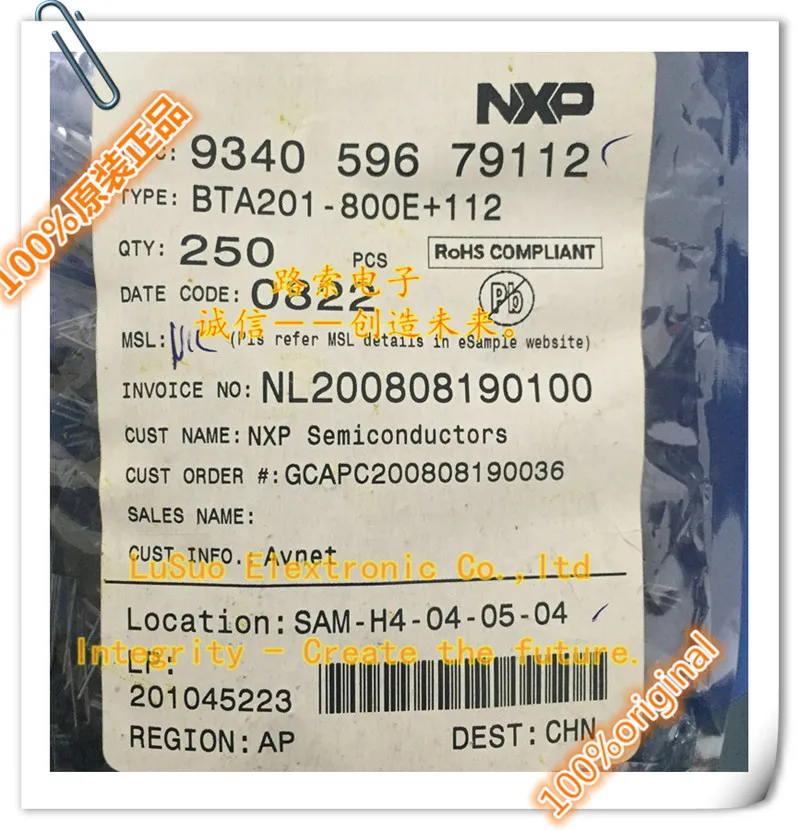 NXP
100%原装正品
: 9340 596 79112
TYPE: BTA201-800E+112
QTY: 250 PCS
RoHS COMPLIANT
Pb
路索电子
DATE CODE: 0822
诚信——创造未来。
MSL: (Pls refer MSL details in eSample website)
INVOICE NO: NL200808190100
CUST NAME: NXP Semiconductors
CUST ORDER #: GCAPC200808190036
SALES NAME:
CUST INFO. Avnet
LuSuo Elextronic Co.,ltd
Location: SAM-H4-04-05-04
Integrity - Create the future.
LP:
201045223
REGION: AP
DEST: CHN
100%original